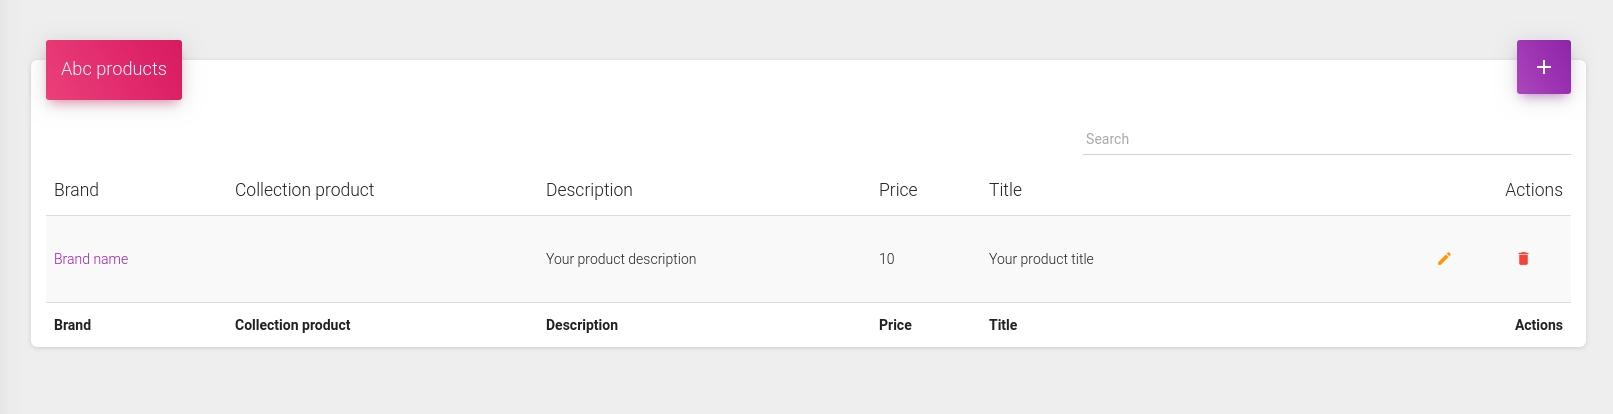 Abc products
+
Search
Brand Collection product Description Price Title Actions
Brand name Your product description 10 Your product title
Brand Collection product Description Price Title Actions